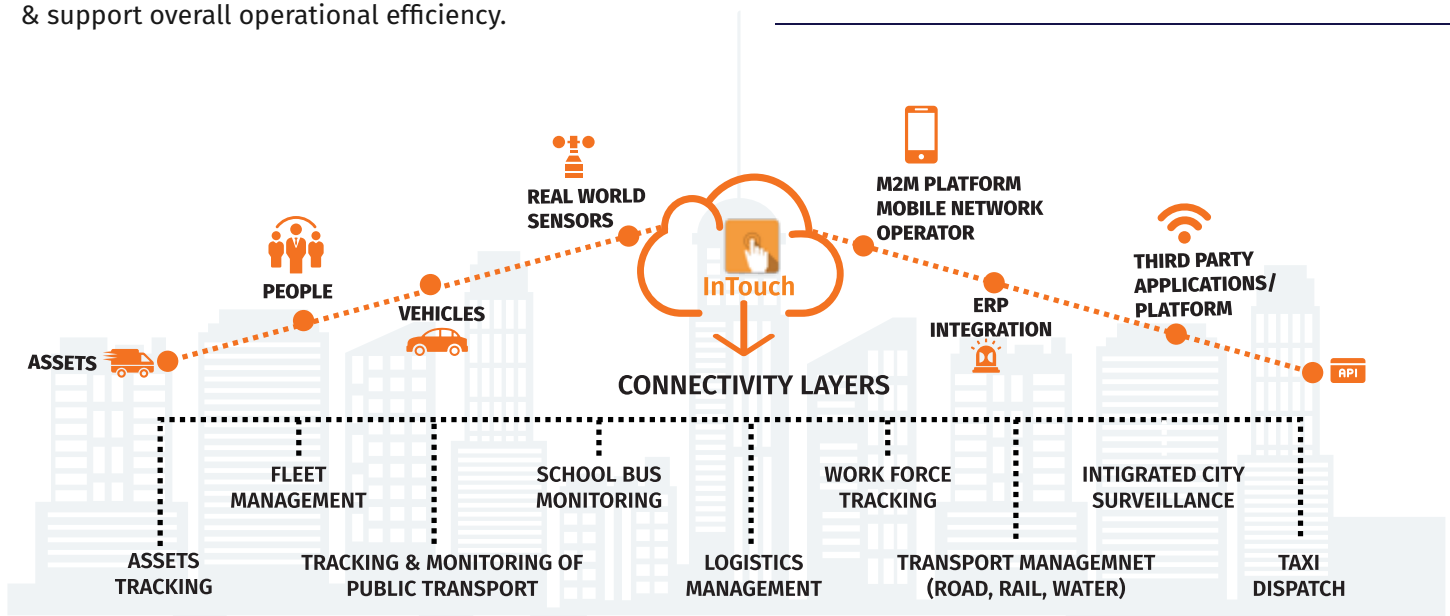 & support overall operational efficiency.
REAL WORLD
SENSORS
M2M PLATFORM
MOBILE NETWORK
OPERATOR
PEOPLE
VEHICLES
ASSETS
InTouch
ERP
INTEGRATION
THIRD PARTY
APPLICATIONS/
PLATFORM
API
CONNECTIVITY LAYERS
FLEET
MANAGEMENT
SCHOOL BUS
MONITORING
WORK FORCE
TRACKING
INTIGRATED CITY
SURVEILLANCE
ASSETS
TRACKING
TRACKING & MONITORING OF
PUBLIC TRANSPORT
LOGISTICS
MANAGEMENT
TRANSPORT MANAGEMNET
(ROAD, RAIL, WATER)
TAXI
DISPATCH